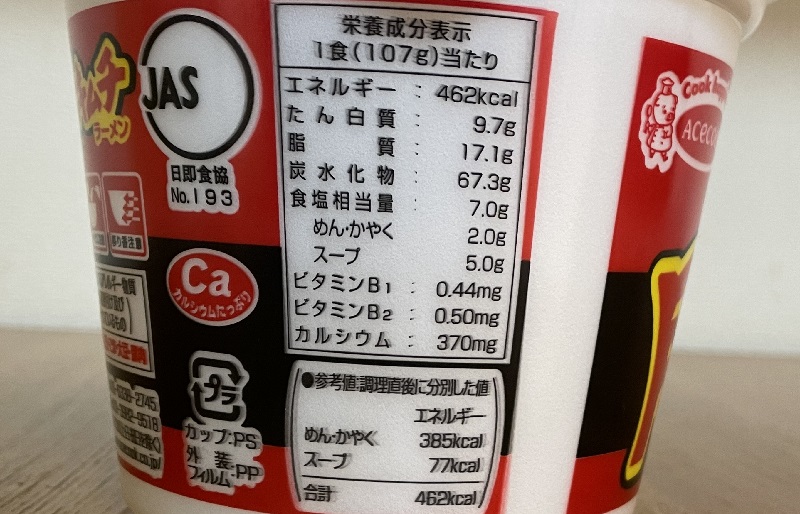 ラーメン
JAS
日即食協
No.193
栄養成分表示
1食(107g)当たり
エネルギー : 462kcal
たん白質 : 9.7g
脂質 : 17.1g
炭水化物 : 67.3g
食塩相当量 : 7.0g
めん・かやく 2.0g
スープ 5.0g
ビタミンB1 : 0.44mg
ビタミンB2 : 0.50mg
カルシウム : 370mg
●参考値:調理直後に分別した値
エネルギー
めん・かやく 385kcal
スープ 77kcal
合計 462kcal
Ca
カルシウムたっぷり
プラ
カップ:PS
外装フィルム:PP
Cook